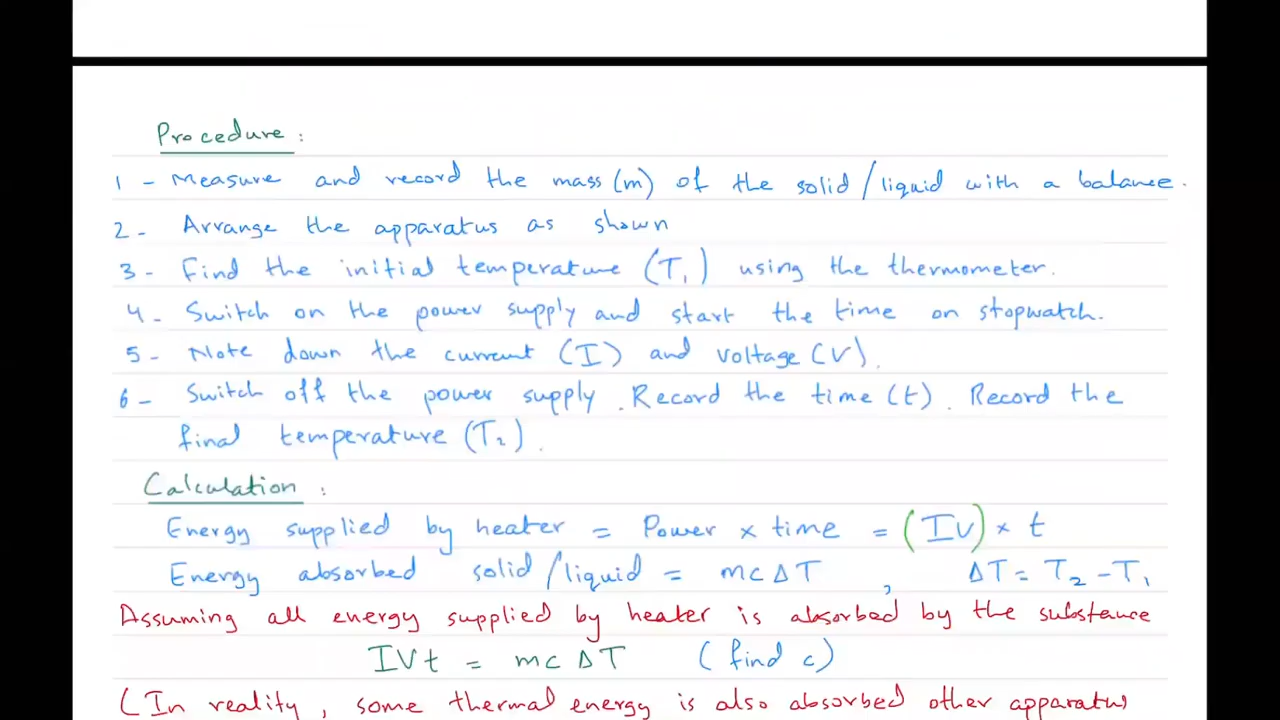 Procedure :
1 - Measure and record the mass (m) of the solid / liquid with a balance.
2 - Arrange the apparatus as shown
3 - Find the initial temperature (T₁) using the thermometer.
4 - Switch on the power supply and start the time on stopwatch.
5 - Note down the current (I) and voltage (V).
6 - Switch off the power supply. Record the time (t). Record the
final temperature (T₂).
Calculation :
Energy supplied by heater = Power × time = (IV) × t
Energy absorbed solid / liquid = mcΔT , ΔT = T₂ - T₁
Assuming all energy supplied by heater is absorbed by the substance
IVt = mcΔT (find c)
(In reality, some thermal energy is also absorbed other apparatus